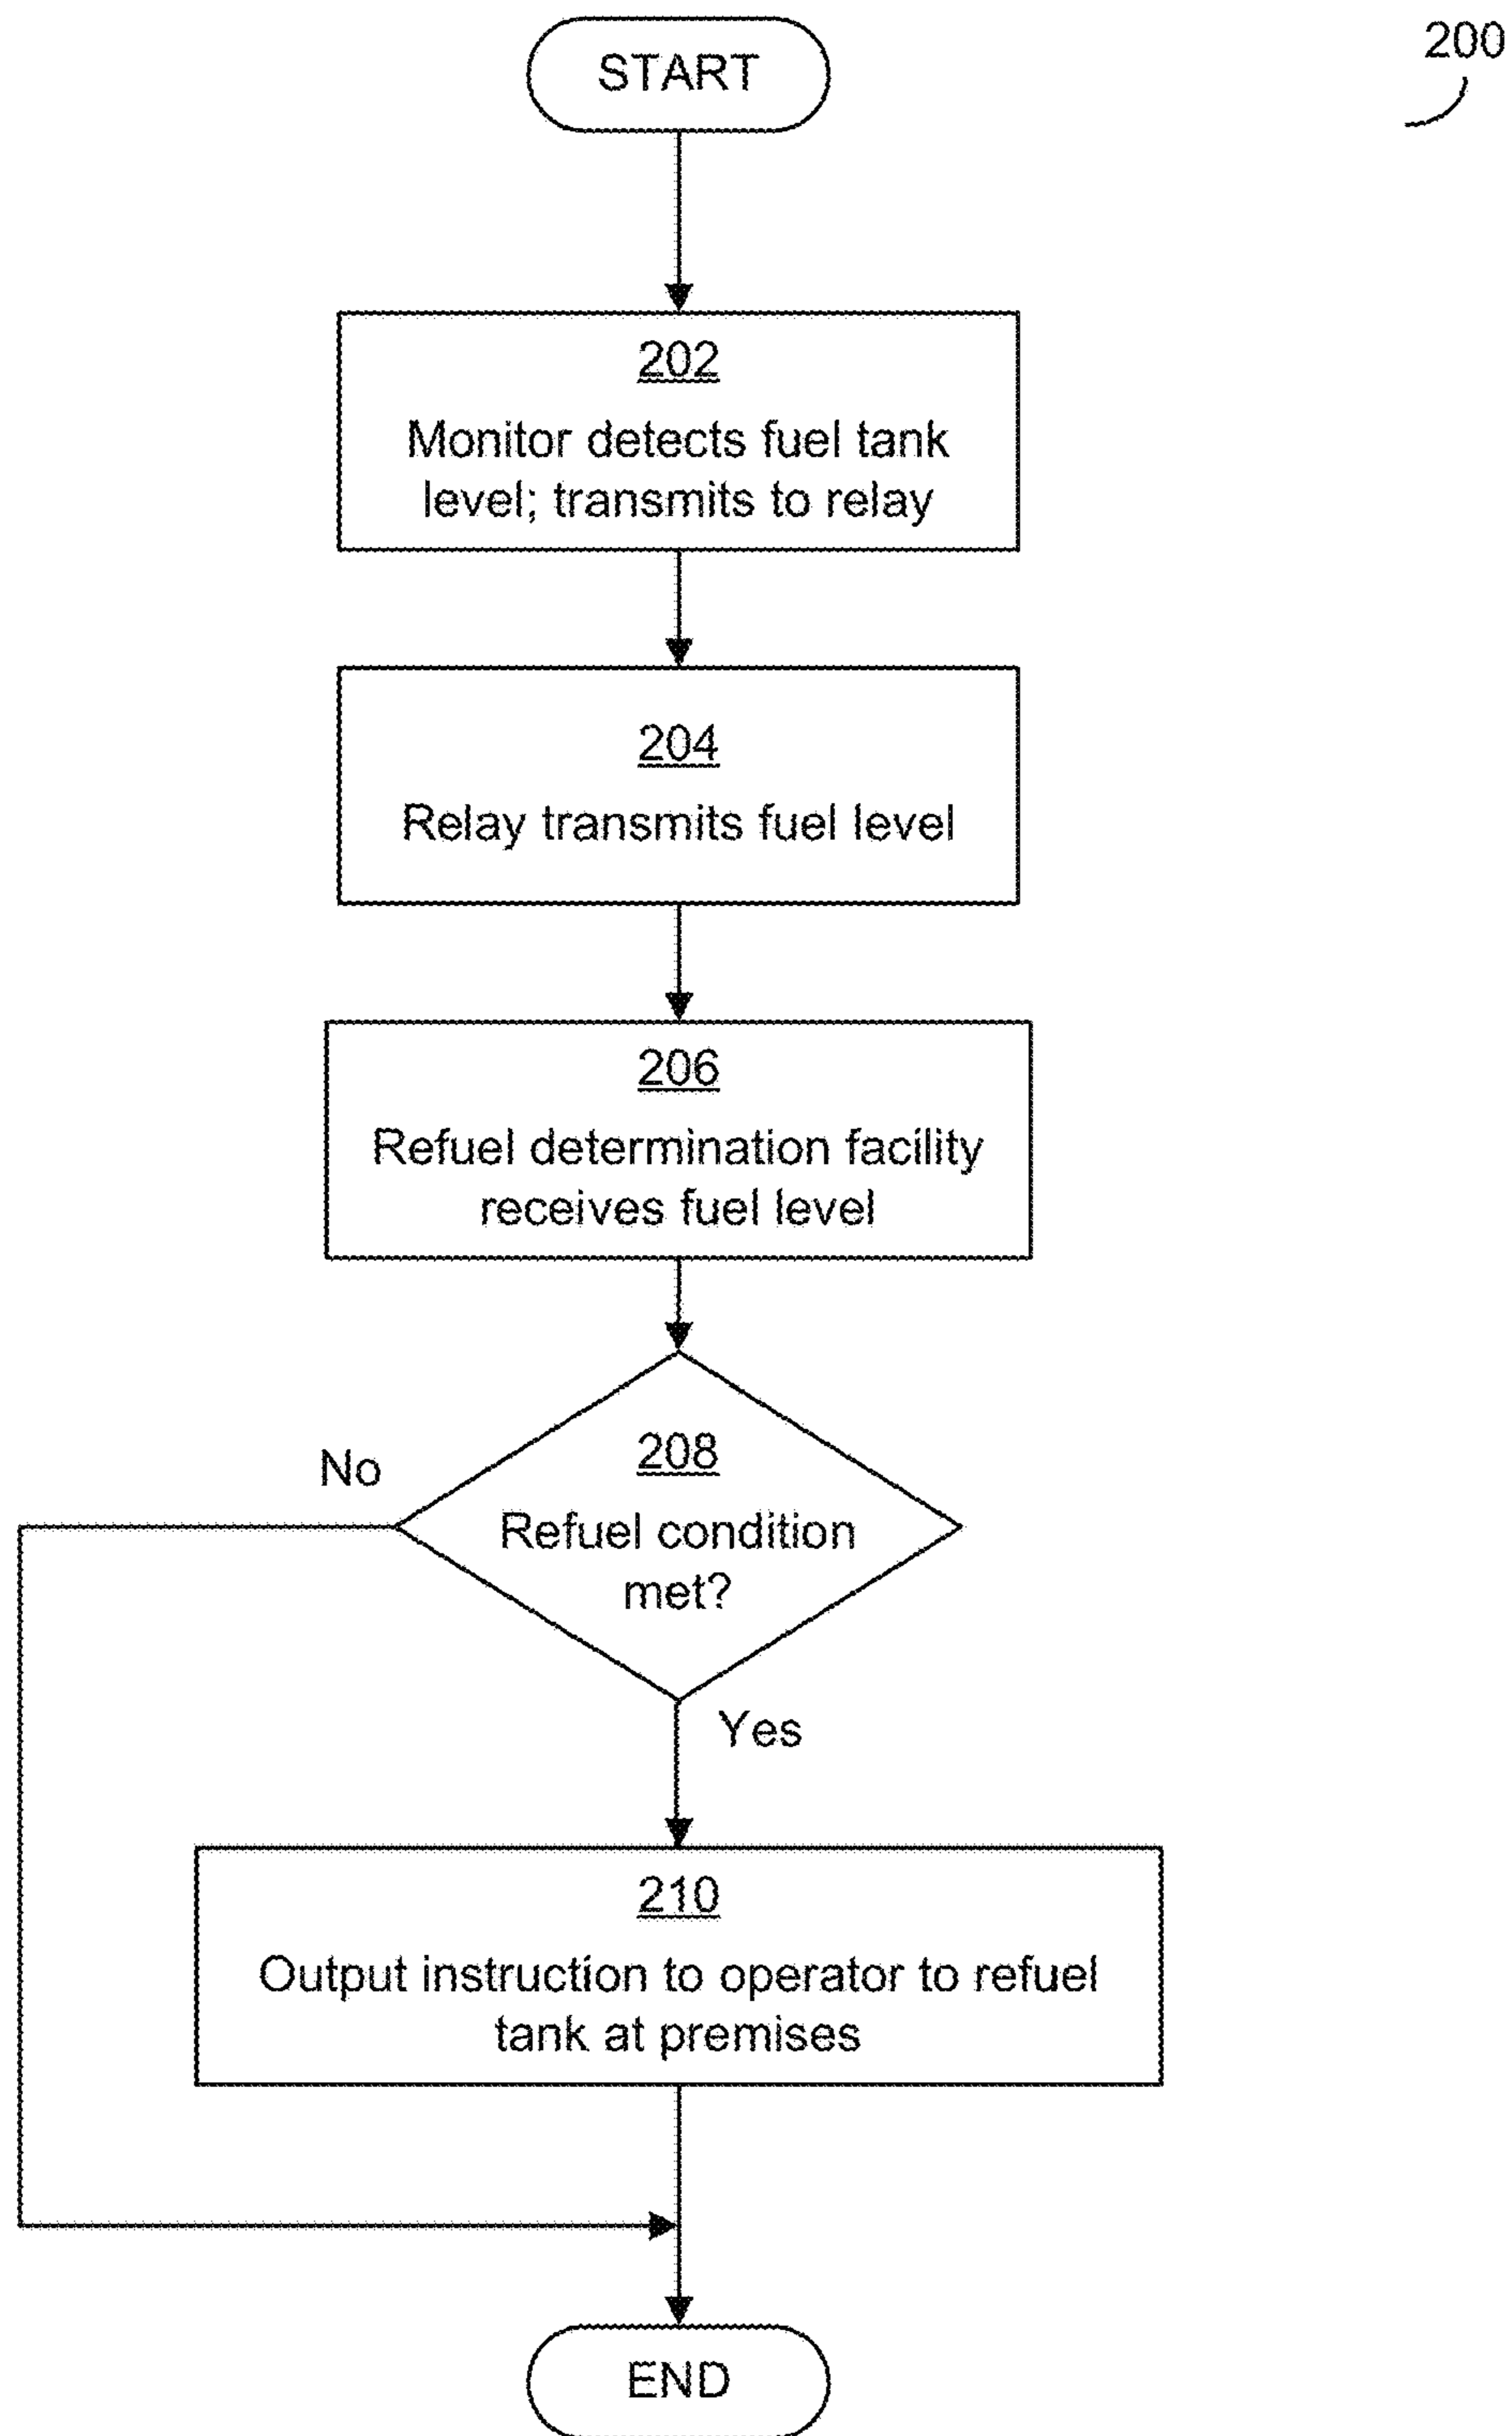 START
200
202
Monitor detects fuel tank
level; transmits to relay
204
Relay transmits fuel level
206
Refuel determination facility
receives fuel level
208
Refuel condition
met?
No
Yes
210
Output instruction to operator to refuel
tank at premises
END